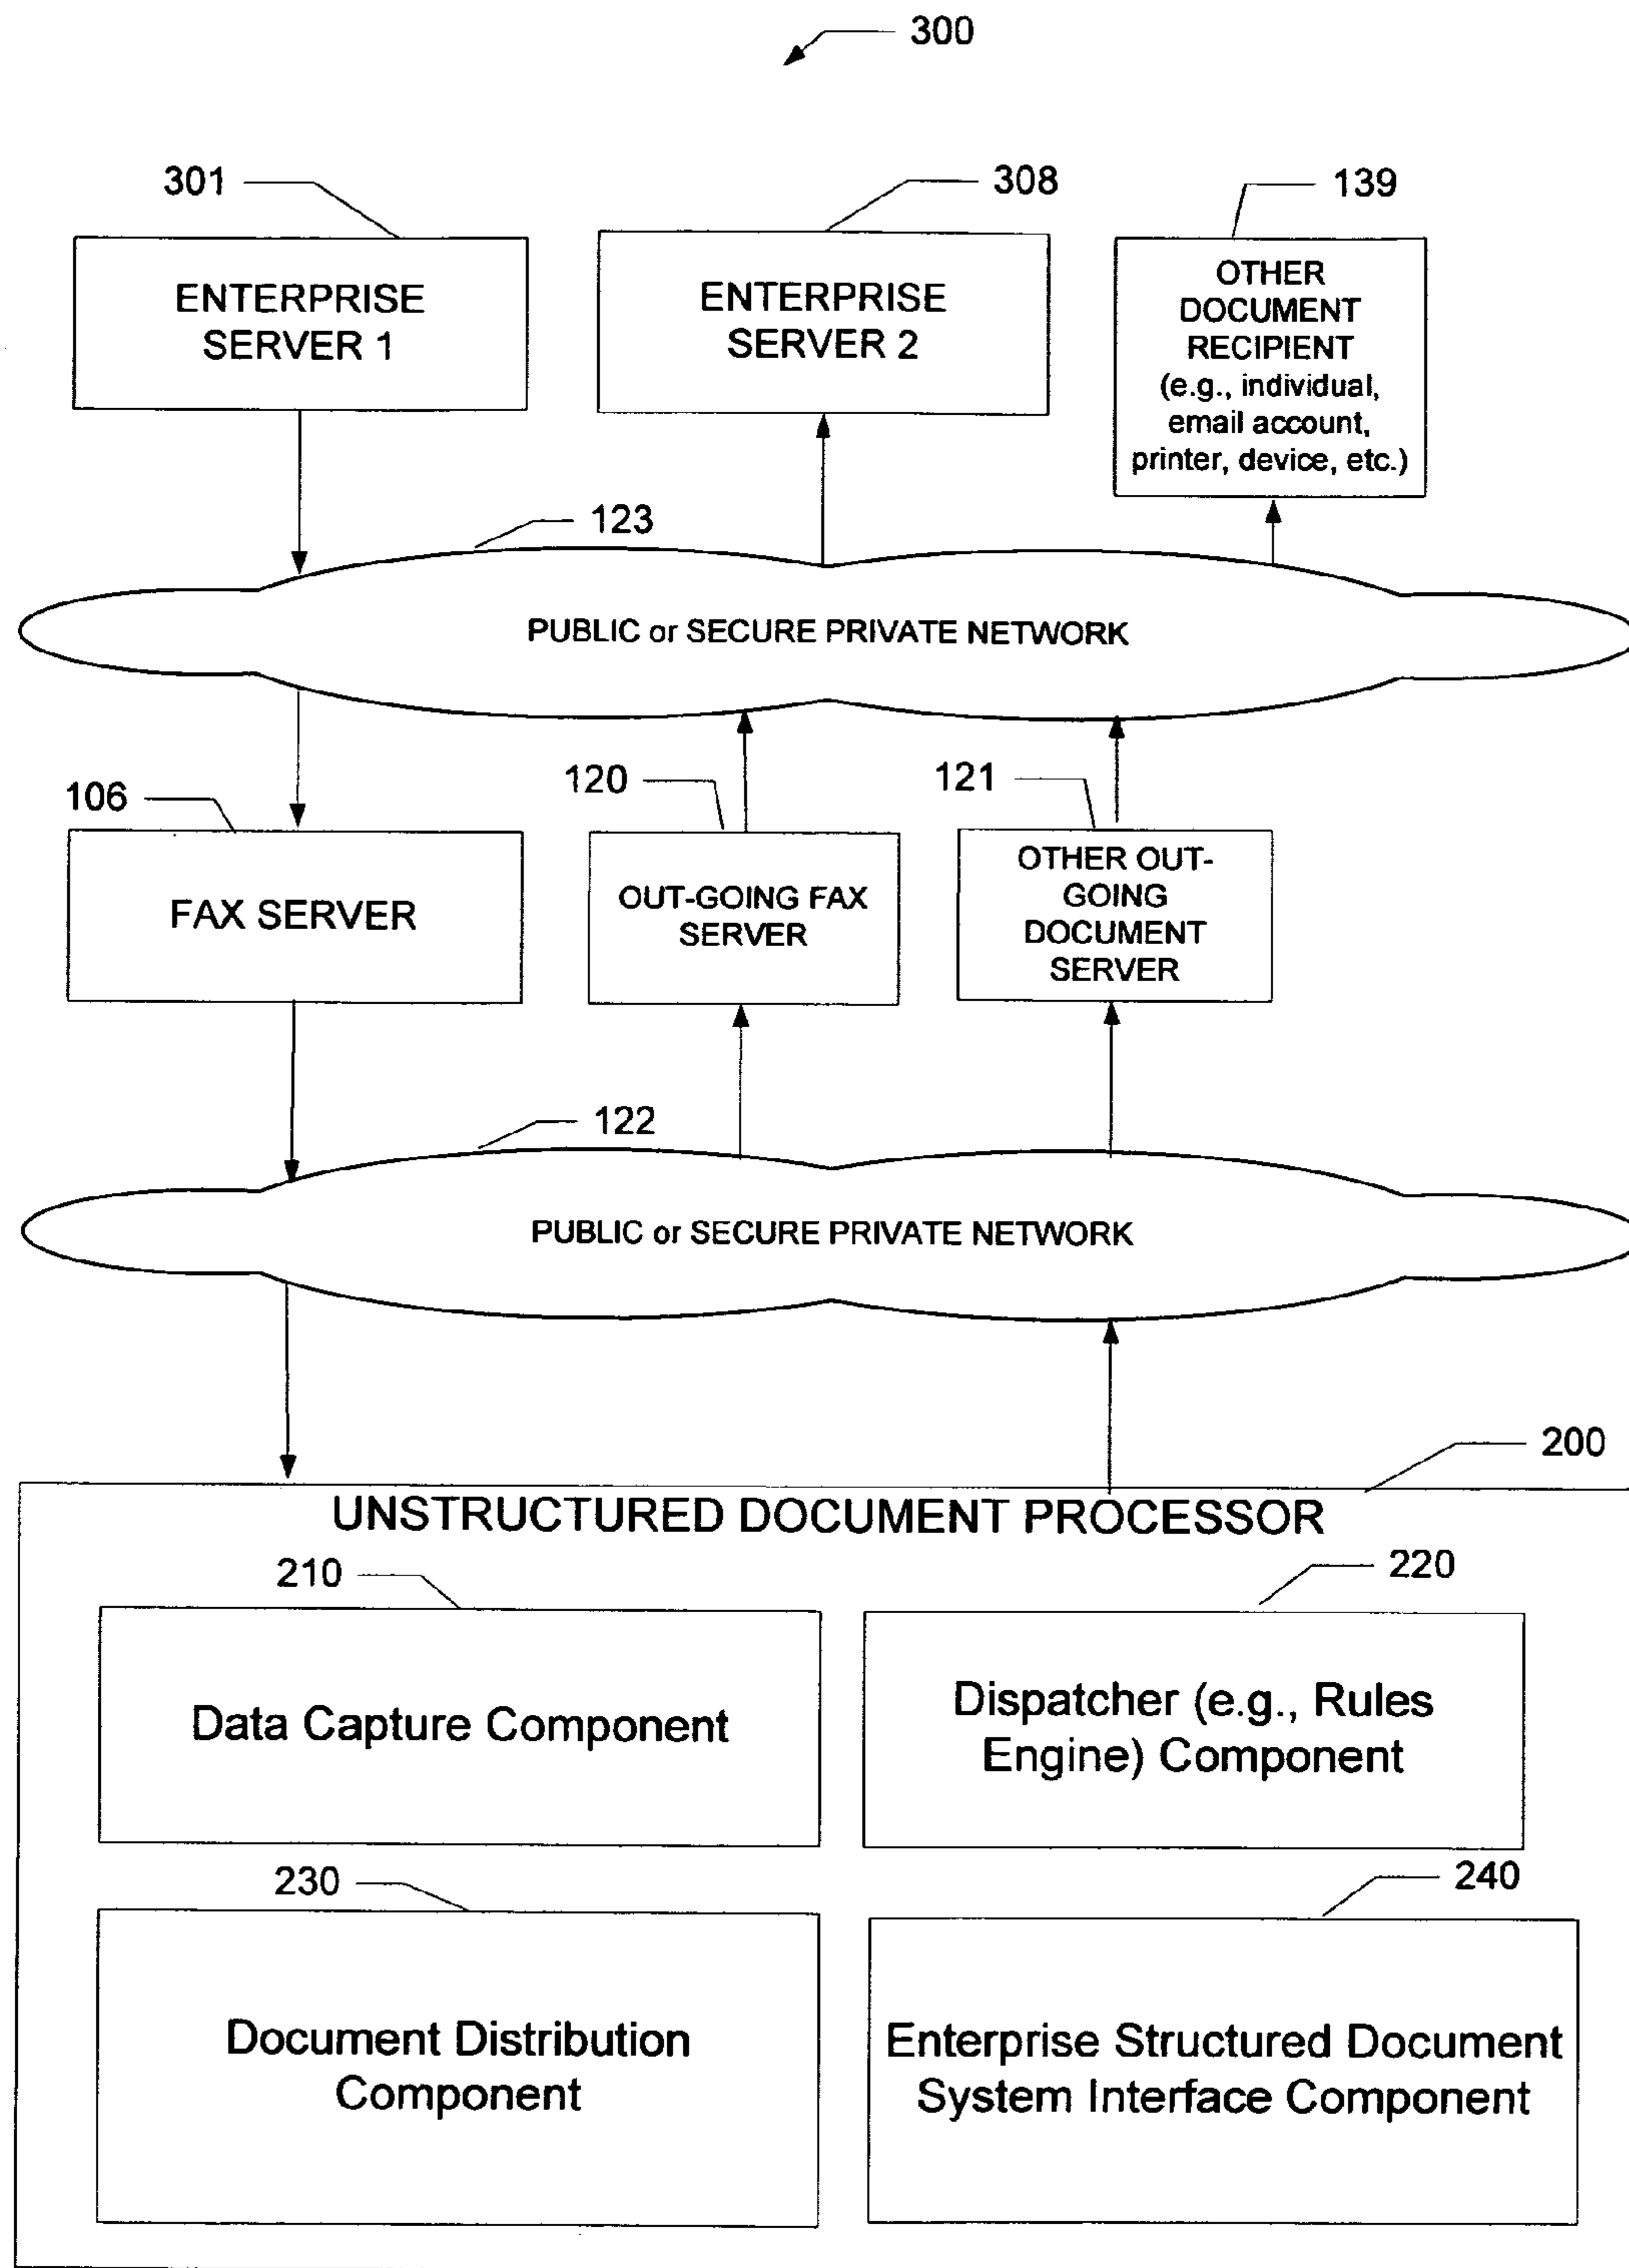 300
301
308
139
ENTERPRISE
SERVER 1
ENTERPRISE
SERVER 2
OTHER
DOCUMENT
RECIPIENT
(e.g., individual,
email account,
printer, device, etc.)
123
PUBLIC or SECURE PRIVATE NETWORK
106
120
121
FAX SERVER
OUT-GOING FAX
SERVER
OTHER OUT-
GOING
DOCUMENT
SERVER
122
PUBLIC or SECURE PRIVATE NETWORK
200
UNSTRUCTURED DOCUMENT PROCESSOR
210
220
Data Capture Component
Dispatcher (e.g., Rules
Engine) Component
230
240
Document Distribution
Component
Enterprise Structured Document
System Interface Component